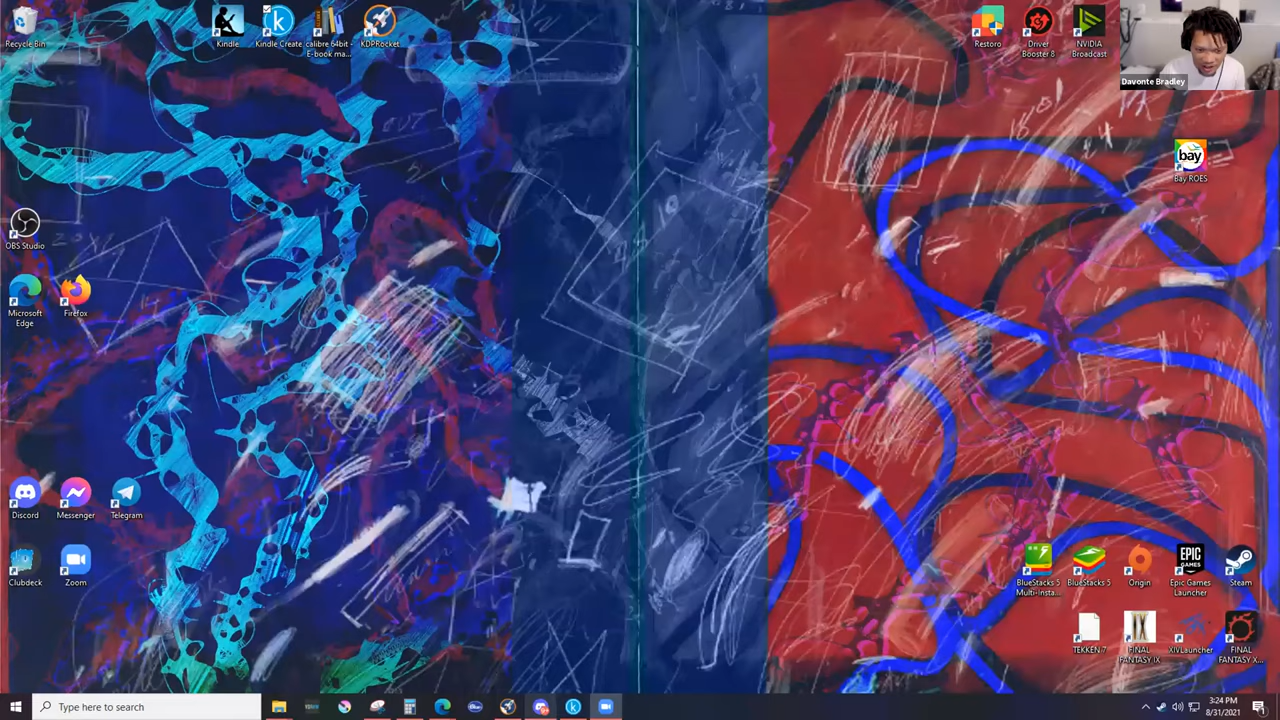 Recycle Bin
Kindle
Kindle Create
calibre 64bit -
E-book ma...
KDPRocket
Restoro
Driver
Booster 8
NVIDIA
Broadcast
Davonte Bradley
bay
Bay ROES
OBS Studio
Microsoft
Edge
Firefox
Discord
Messenger
Telegram
Clubdeck
Zoom
BlueStacks 5
Multi-Insta...
BlueStacks 5
Origin
EPIC
GAMES
Epic Games
Launcher
Steam
TEKKEN 7
FINAL
FANTASY IX
XIVLauncher
FINAL
FANTASY X...
Type here to search
3:24 PM
8/31/2021